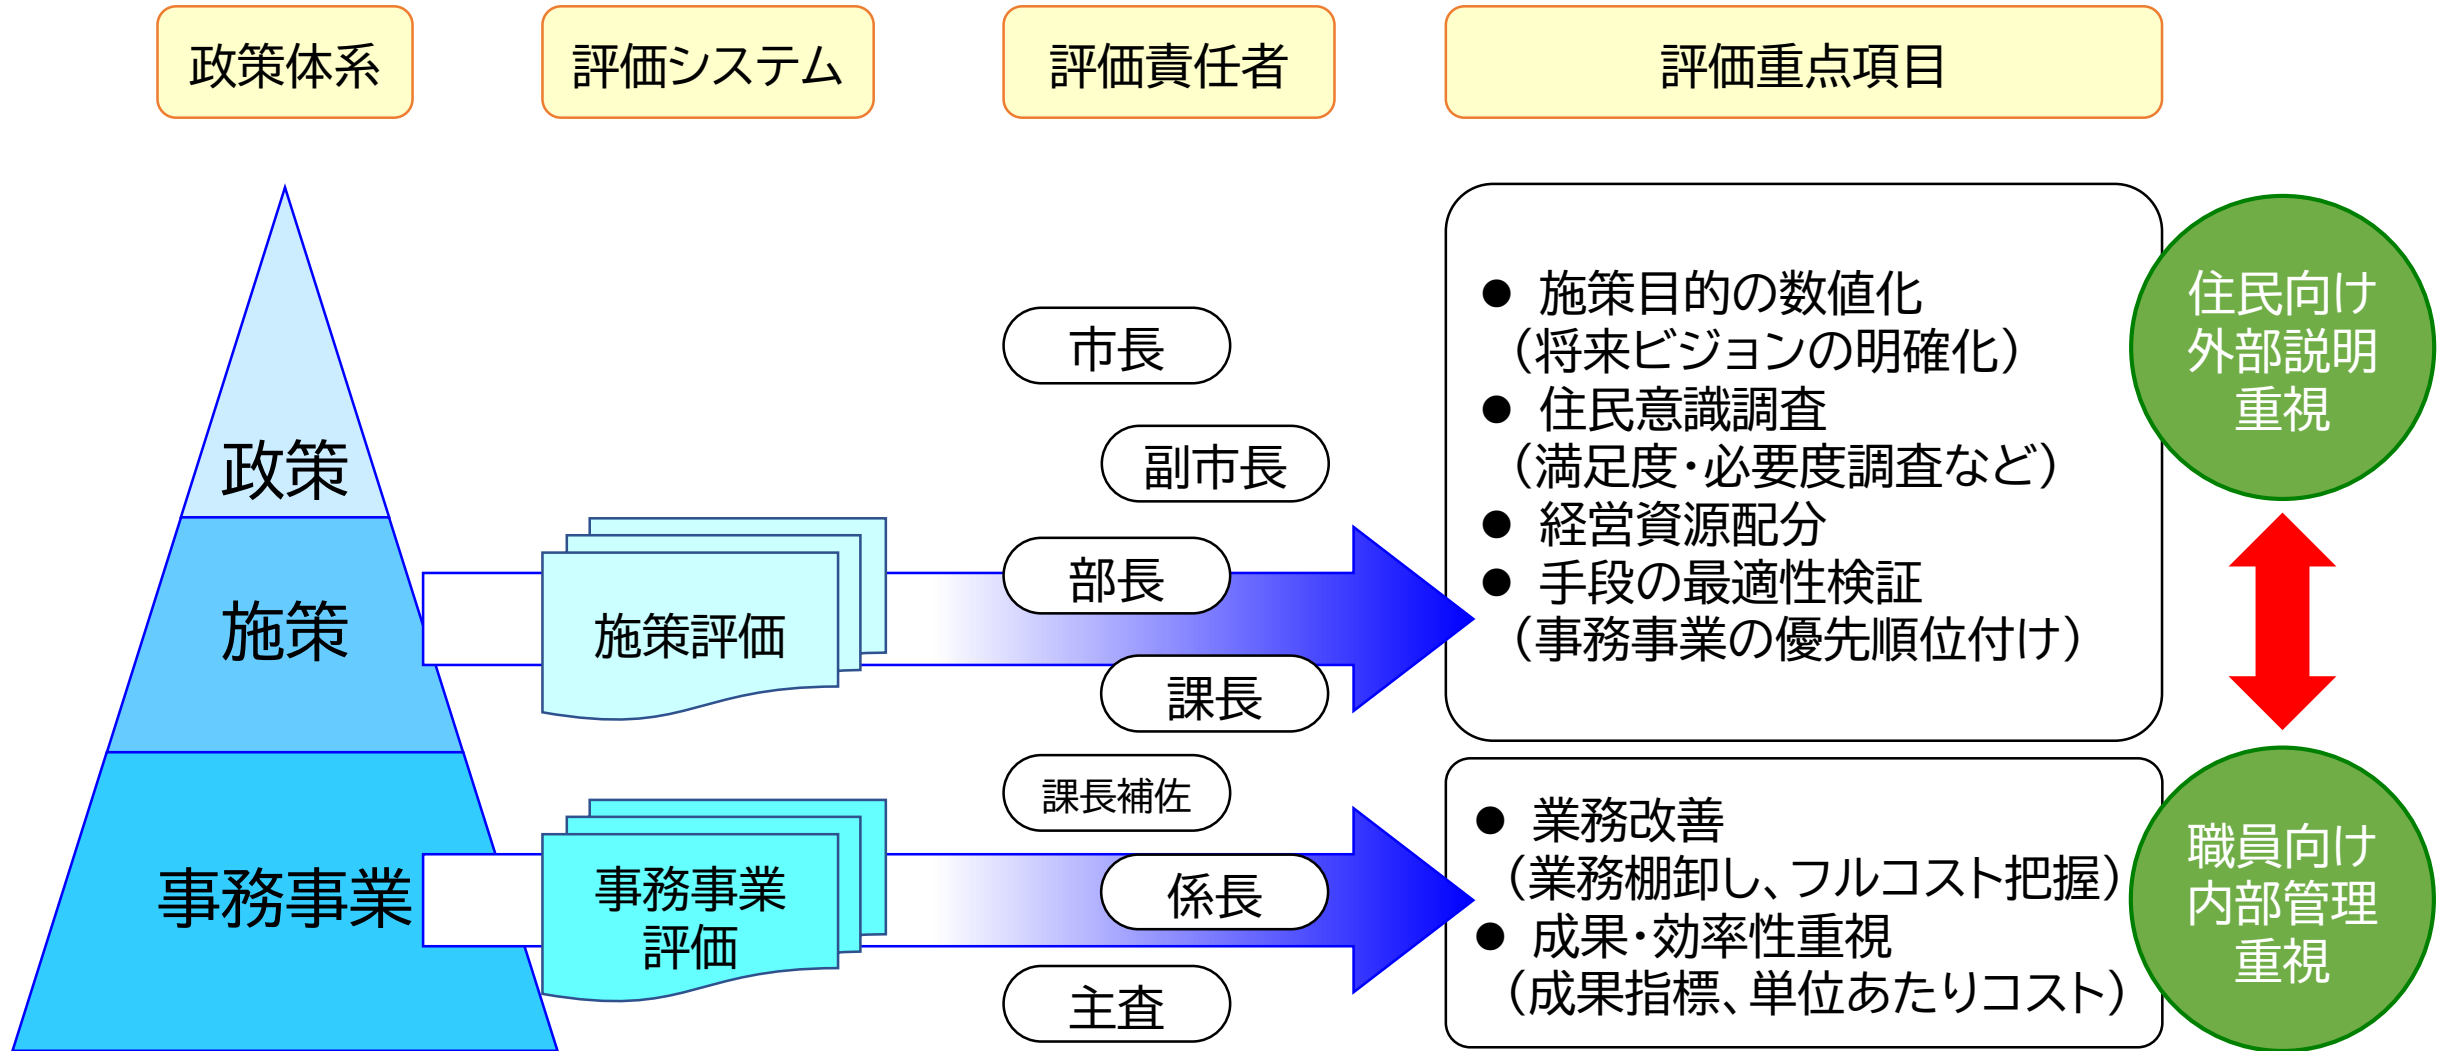 政策体系
評価システム
評価責任者
評価重点項目
政策
施策
事務事業
施策評価
事務事業
評価
市長
副市長
部長
課長
課長補佐
係長
主査
● 施策目的の数値化
（将来ビジョンの明確化）
● 住民意識調査
（満足度・必要度調査など）
● 経営資源配分
● 手段の最適性検証
（事務事業の優先順位付け）
● 業務改善
（業務棚卸し、フルコスト把握）
● 成果・効率性重視
（成果指標、単位あたりコスト）
住民向け
外部説明
重視
職員向け
内部管理
重視